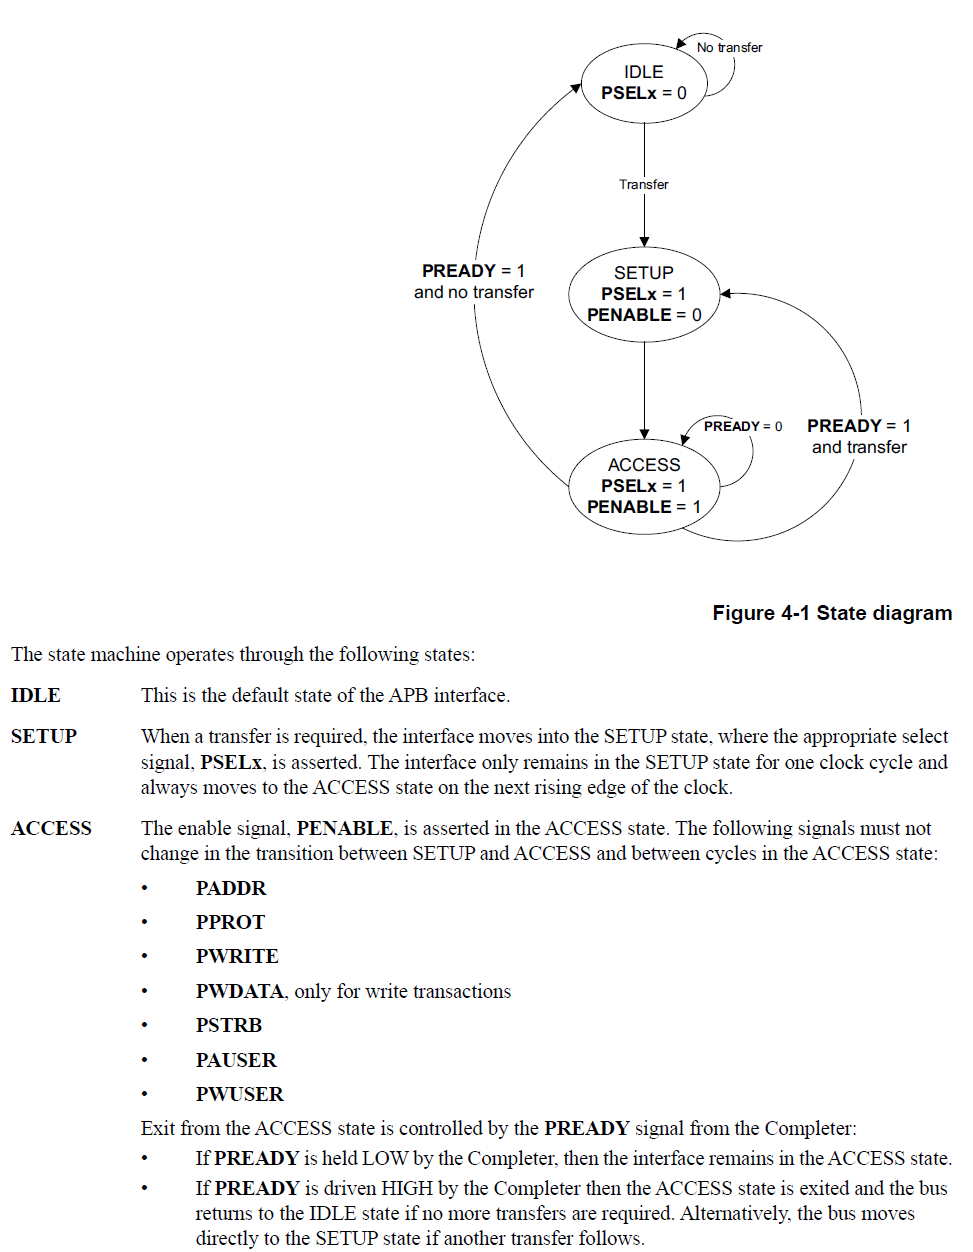 No transfer
IDLE
PSELx = 0
Transfer
PREADY = 1
and no transfer
SETUP
PSELx = 1
PENABLE = 0
PREADY = 0
PREADY = 1
and transfer
ACCESS
PSELx = 1
PENABLE = 1
Figure 4-1 State diagram
The state machine operates through the following states:
IDLE This is the default state of the APB interface.
SETUP When a transfer is required, the interface moves into the SETUP state, where the appropriate select
signal, PSELx, is asserted. The interface only remains in the SETUP state for one clock cycle and
always moves to the ACCESS state on the next rising edge of the clock.
ACCESS The enable signal, PENABLE, is asserted in the ACCESS state. The following signals must not
change in the transition between SETUP and ACCESS and between cycles in the ACCESS state:
• PADDR
• PPROT
• PWRITE
• PWDATA, only for write transactions
• PSTRB
• PAUSER
• PWUSER
Exit from the ACCESS state is controlled by the PREADY signal from the Completer:
• If PREADY is held LOW by the Completer, then the interface remains in the ACCESS state.
• If PREADY is driven HIGH by the Completer then the ACCESS state is exited and the bus
returns to the IDLE state if no more transfers are required. Alternatively, the bus moves
directly to the SETUP state if another transfer follows.